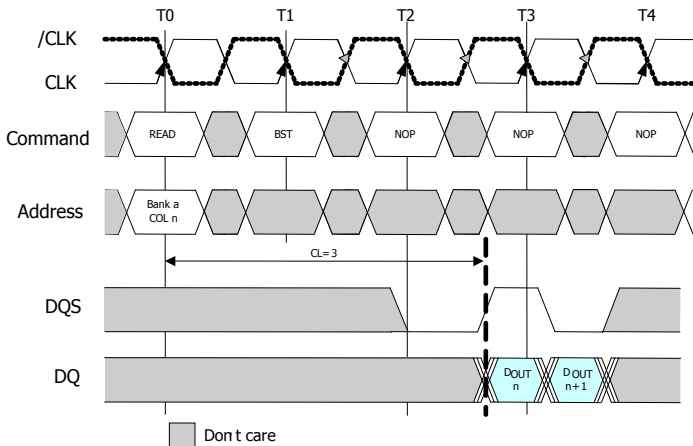 T0 T1 T2 T3 T4
/CLK
CLK
Command READ BST NOP NOP NOP
Address Bank a
COL n
CL= 3
DQS
DQ DOUT n DOUT n+1
Don't care